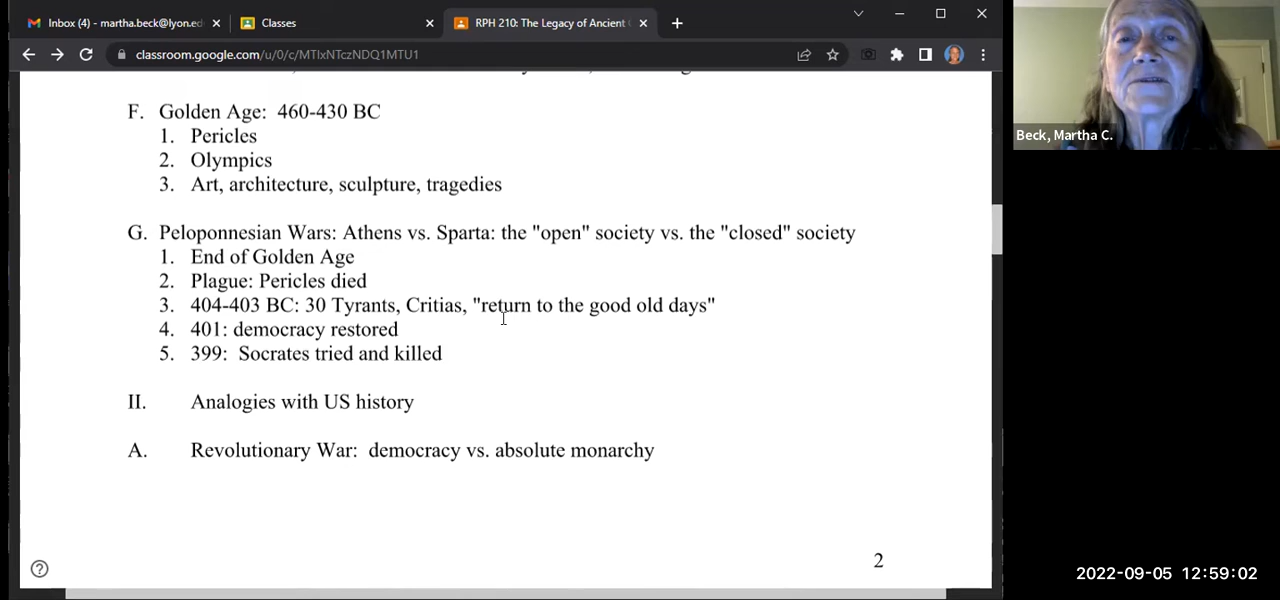 Inbox (4) - martha.beck@lyon.ed
Classes
RPH 210: The Legacy of Ancient
classroom.google.com/u/0/c/MTIxNTczNDQ1MTU1
F. Golden Age: 460-430 BC
1. Pericles
2. Olympics
3. Art, architecture, sculpture, tragedies
G. Peloponnesian Wars: Athens vs. Sparta: the "open" society vs. the "closed" society
1. End of Golden Age
2. Plague: Pericles died
3. 404-403 BC: 30 Tyrants, Critias, "return to the good old days"
4. 401: democracy restored
5. 399: Socrates tried and killed
II. Analogies with US history
A. Revolutionary War: democracy vs. absolute monarchy
2
Beck, Martha C.
2022-09-05 12:59:02